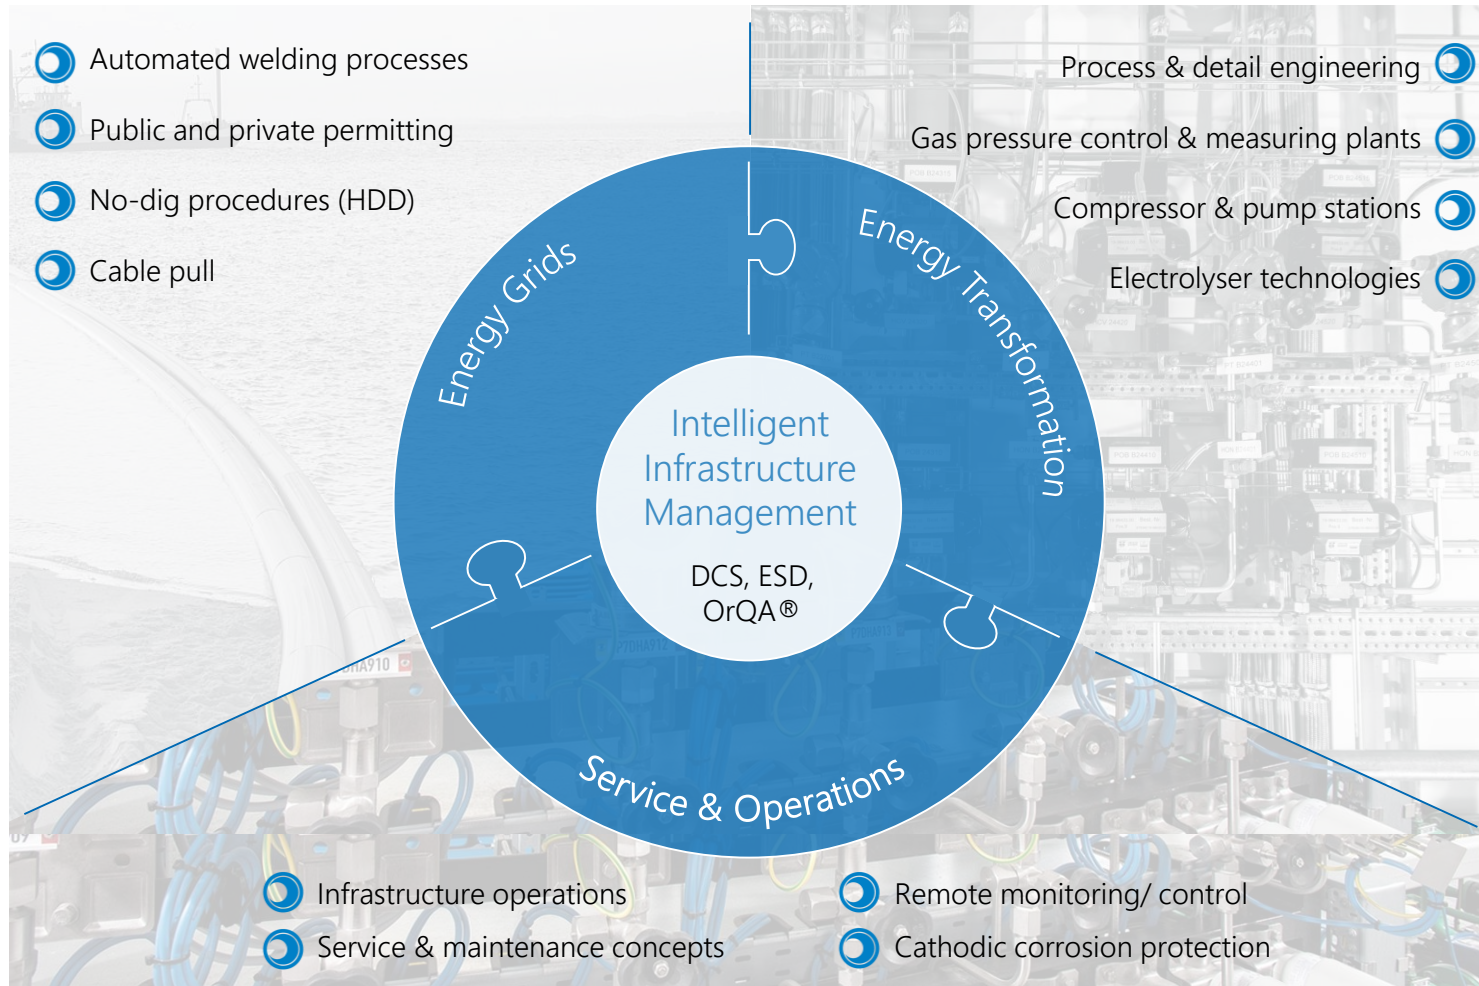 Automated welding processes
Public and private permitting
No-dig procedures (HDD)
Cable pull
Process & detail engineering
Gas pressure control & measuring plants
Compressor & pump stations
Electrolyser technologies
Energy Grids
Energy Transformation
Intelligent
Infrastructure
Management
DCS, ESD,
OrQA®
Service & Operations
Infrastructure operations
Service & maintenance concepts
Remote monitoring/ control
Cathodic corrosion protection